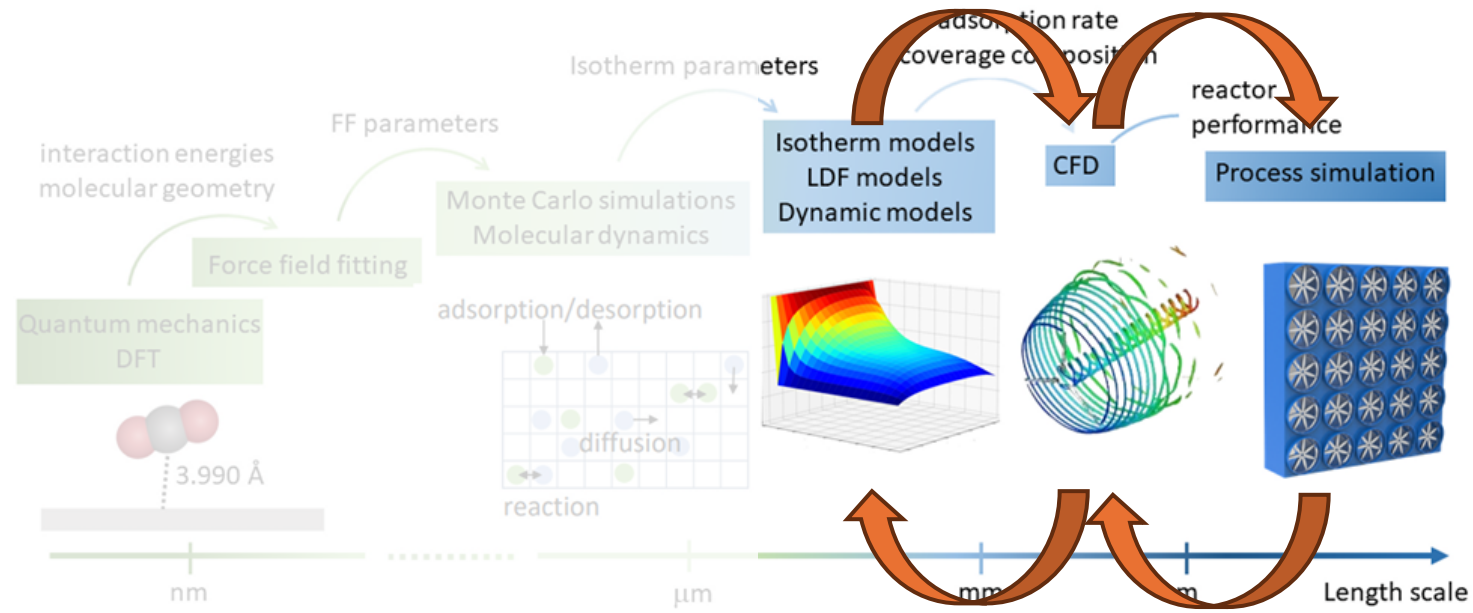 adsorption rate
coverage composition
Isotherm parameters
reactor
performance
FF parameters
interaction energies
molecular geometry
Isotherm models
LDF models
Dynamic models
CFD
Process simulation
Monte Carlo simulations
Molecular dynamics
Force field fitting
Quantum mechanics
DFT
adsorption/desorption
diffusion
3.990 Å
reaction
nm
μm
mm
m
Length scale